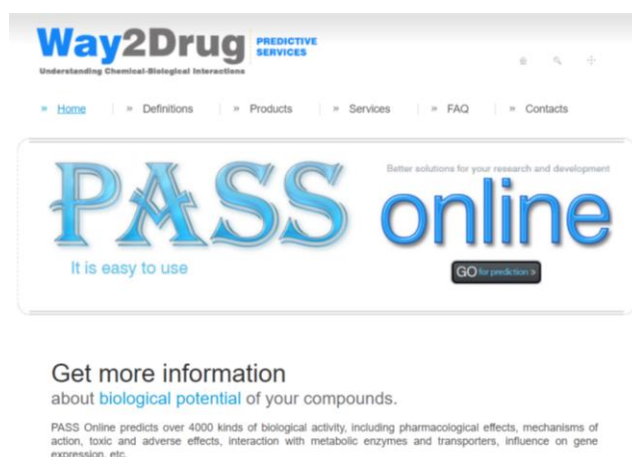 Way2Drug PREDICTIVE SERVICES
Understanding Chemical-Biological Interactions
» Home » Definitions » Products » Services » FAQ » Contacts
Better solutions for your research and development
PASS online
It is easy to use
GO for prediction >
Get more information
about biological potential of your compounds.
PASS Online predicts over 4000 kinds of biological activity, including pharmacological effects, mechanisms of
action, toxic and adverse effects, interaction with metabolic enzymes and transporters, influence on gene
expression, etc.